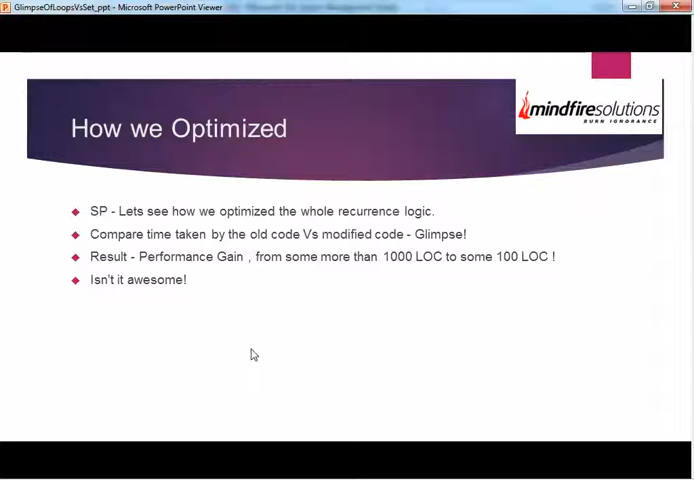 GlimpseOfLoopsVsSet_ppt - Microsoft PowerPoint Viewer
mindfiresolutions
BURN IGNORANCE
How we Optimized
SP - Lets see how we optimized the whole recurrence logic.
Compare time taken by the old code Vs modified code - Glimpse!
Result - Performance Gain , from some more than 1000 LOC to some 100 LOC !
Isn't it awesome!